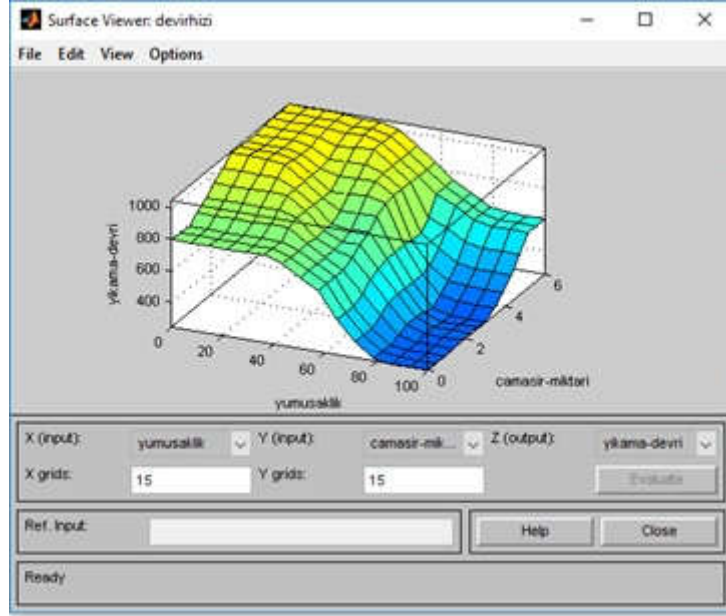 Surface Viewer: devirhizi
File Edit View Options
1000
800
600
400
yikama-devri
0
20
40
60
80
100
0
2
4
6
yumusaklik
camasir-miktari
X (input): yumusaklik Y (input): camasir-mik... Z (output): yikama-devri
X grids: 15 Y grids: 15 Evaluate
Ref. Input: Help Close
Ready